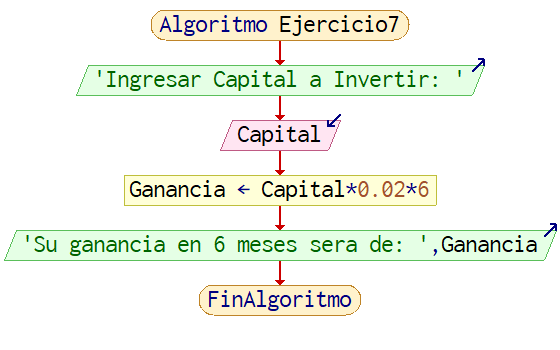 Algoritmo Ejercicio7
'Ingresar Capital a Invertir: '
Capital
Ganancia ← Capital*0.02*6
'Su ganancia en 6 meses sera de: ',Ganancia
FinAlgoritmo